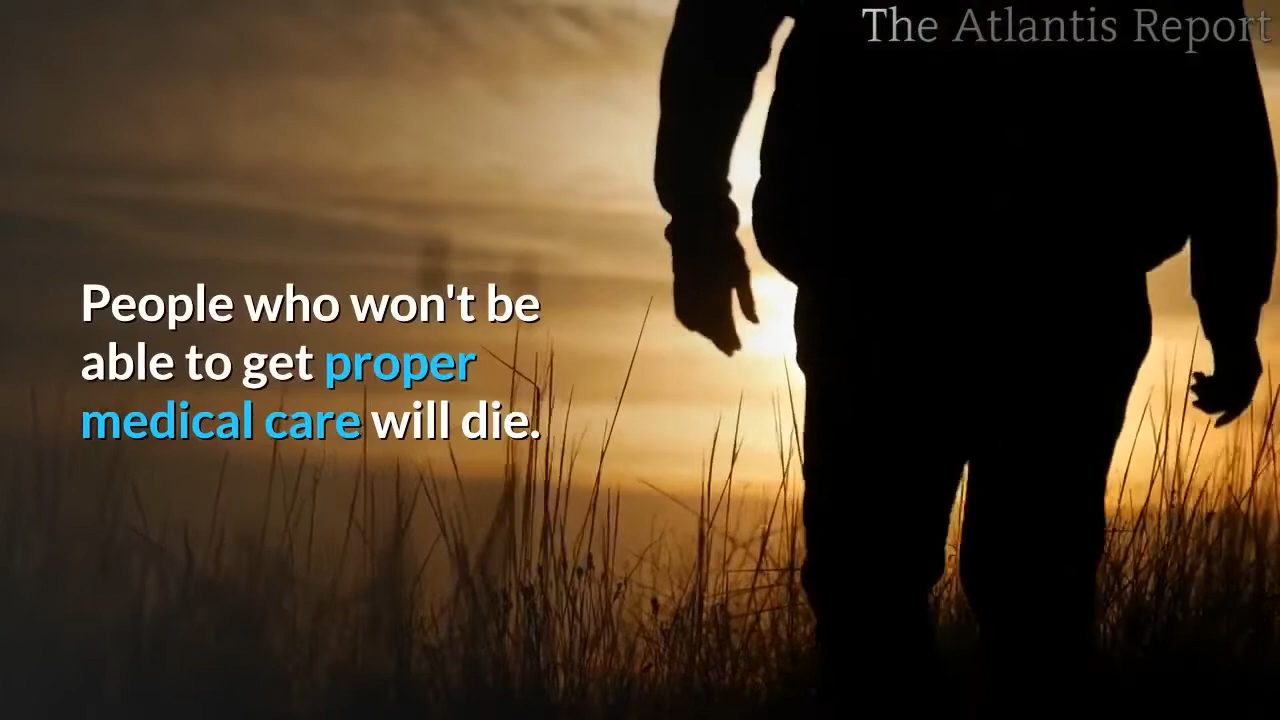 The Atlantis Report
People who won't be
able to get proper
medical care will die.